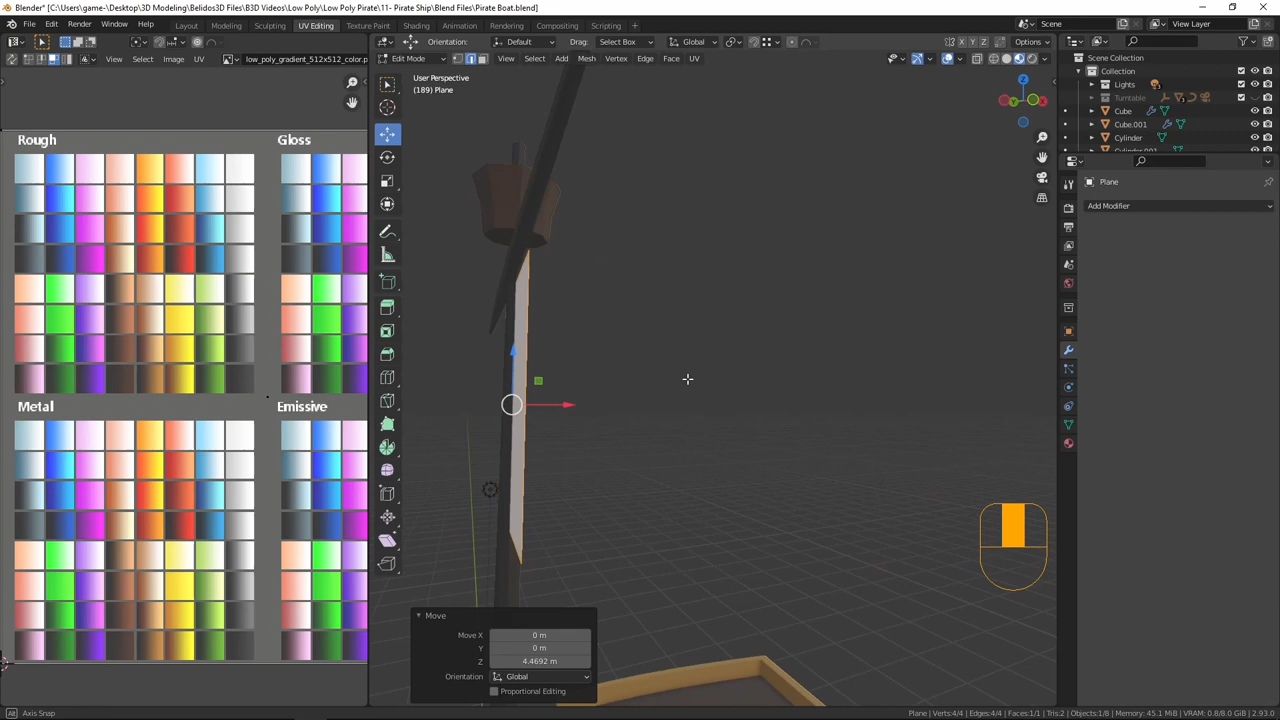 Blender* [C:\Users\game-\Desktop\3D Modeling\Belidos3D Files\B3D Videos\Low Poly\Low Poly Pirate\11- Pirate Ship\Blend Files\Pirate Boat.blend]
File Edit Render Window Help Layout Modeling Sculpting UV Editing Texture Paint Shading Animation Rendering Compositing Scripting + Scene View Layer
Orientation: Default Drag: Select Box Global X Y Z Options
View Select Image UV low_poly_gradient_512x512_color.p Edit Mode View Select Add Mesh Vertex Edge Face UV
Scene Collection
Collection
Lights
Turntable
Cube
Cube.001
Cylinder
Cylinder.001
User Perspective
(189) Plane
Rough Gloss
Metal Emissive
Plane
Add Modifier
Move
Move X 0 m
Y 0 m
Z 4.4692 m
Orientation Global
Proportional Editing
Axis Snap
Plane | Verts:4/4 | Edges:4/4 | Faces:1/1 | Tris:2 | Objects:1/8 | Memory: 45.1 MiB | VRAM: 0.8/8.0 GiB | 2.93.0